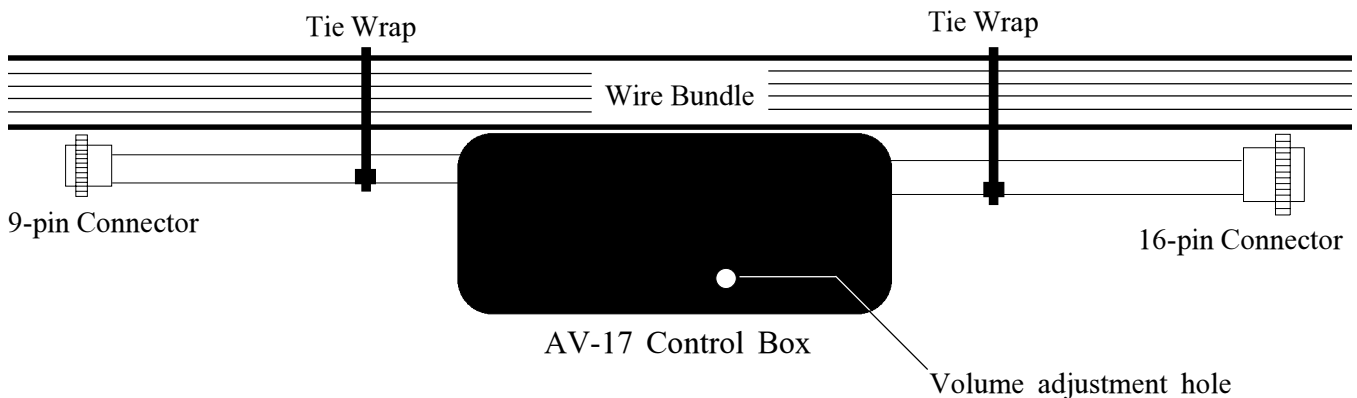 Tie Wrap
Tie Wrap
Wire Bundle
9-pin Connector
16-pin Connector
AV-17 Control Box
Volume adjustment hole